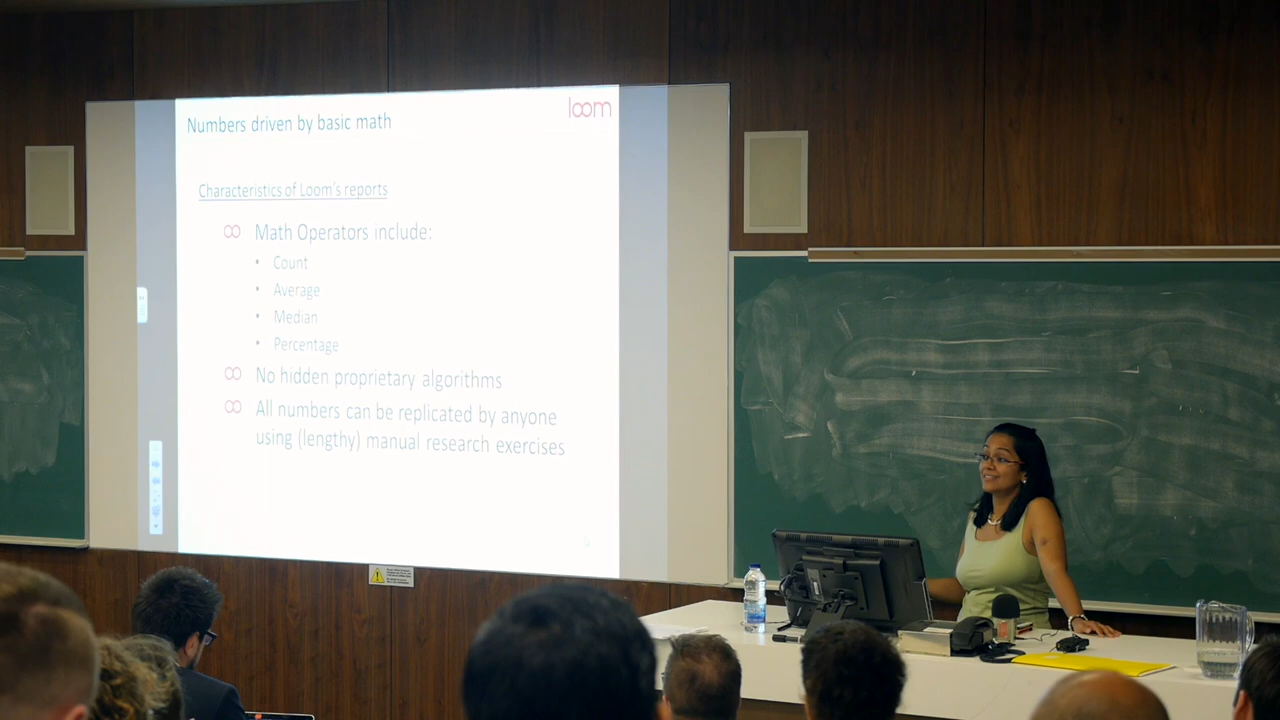 Numbers driven by basic math
loom
Characteristics of Loom's reports
Math Operators include:
• Count
• Average
• Median
• Percentage
No hidden proprietary algorithms
All numbers can be replicated by anyone
using (lengthy) manual research exercises